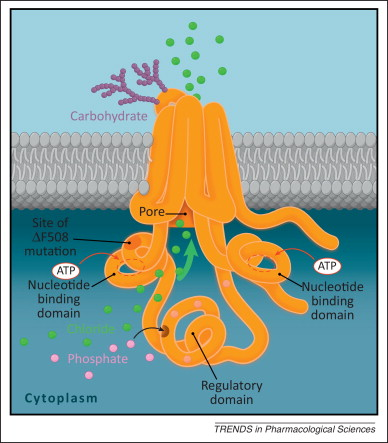 Carbohydrate
Pore
Site of
ΔF508
mutation
ATP
Nucleotide
binding
domain
Chloride
Phosphate
ATP
Nucleotide
binding
domain
Regulatory
domain
Cytoplasm
TRENDS in Pharmacological Sciences